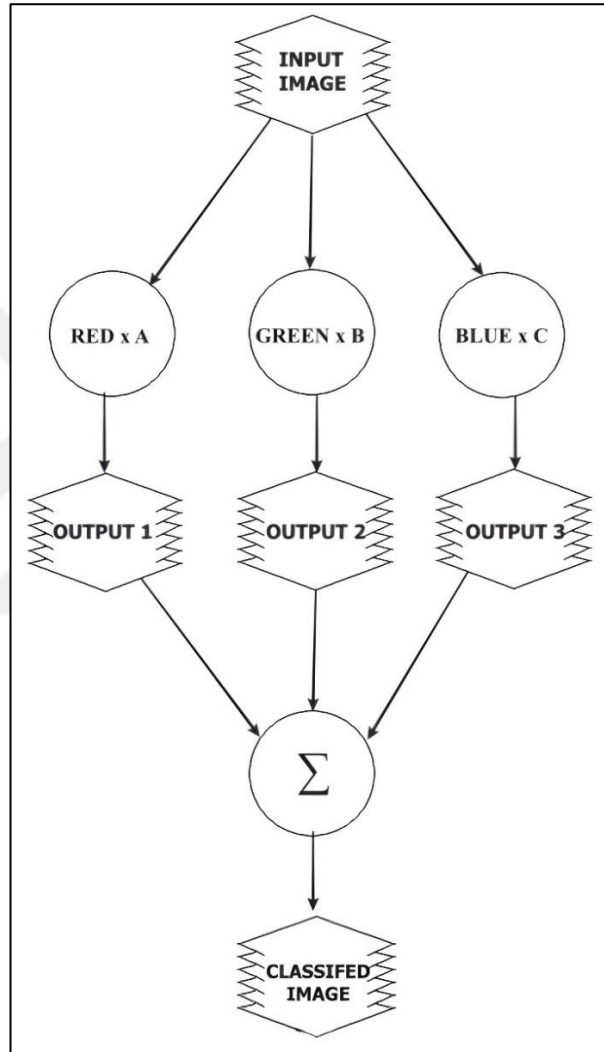 INPUT
IMAGE
RED x A
GREEN x B
BLUE x C
OUTPUT 1
OUTPUT 2
OUTPUT 3
Σ
CLASSIFED
IMAGE